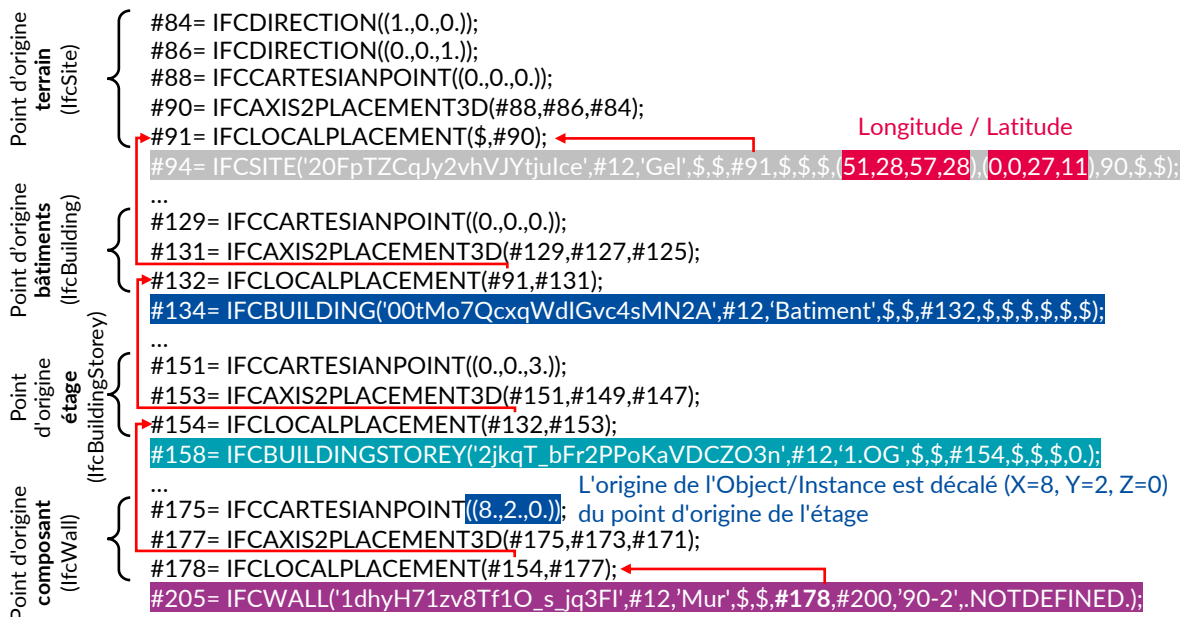 Point d'origine
terrain
(IfcSite)
#84= IFCDIRECTION((1.,0.,0.));
#86= IFCDIRECTION((0.,0.,1.));
#88= IFCCARTESIANPOINT((0.,0.,0.));
#90= IFCAXIS2PLACEMENT3D(#88,#86,#84);
#91= IFCLOCALPLACEMENT($,#90);
Longitude / Latitude
#94= IFCSITE('20FpTZCqJy2vhVJYtjuIce',#12,'Gel',$,$,#91,$,$,$,(51,28,57,28),(0,0,27,11),90,$,$);
...
Point d'origine
bâtiments
(IfcBuilding)
#129= IFCCARTESIANPOINT((0.,0.,0.));
#131= IFCAXIS2PLACEMENT3D(#129,#127,#125);
#132= IFCLOCALPLACEMENT(#91,#131);
#134= IFCBUILDING('00tMo7QcxqWdIGvc4sMN2A',#12,‘Batiment',$,$,#132,$,$,$,$,$,$);
...
Point
d'origine
étage
(IfcBuildingStorey)
#151= IFCCARTESIANPOINT((0.,0.,3.));
#153= IFCAXIS2PLACEMENT3D(#151,#149,#147);
#154= IFCLOCALPLACEMENT(#132,#153);
#158= IFCBUILDINGSTOREY('2jkqT_bFr2PPoKaVDCZO3n',#12,‘1.OG',$,$,#154,$,$,$,0.);
...
Point d'origine
composant
(IfcWall)
#175= IFCCARTESIANPOINT((8.,2.,0.));
L'origine de l'Object/Instance est décalé (X=8, Y=2, Z=0)
du point d'origine de l'étage
#177= IFCAXIS2PLACEMENT3D(#175,#173,#171);
#178= IFCLOCALPLACEMENT(#154,#177);
#205= IFCWALL('1dhyH71zv8Tf1O_s_jq3FI',#12,’Mur',$,$,#178,#200,’90-2',.NOTDEFINED.);